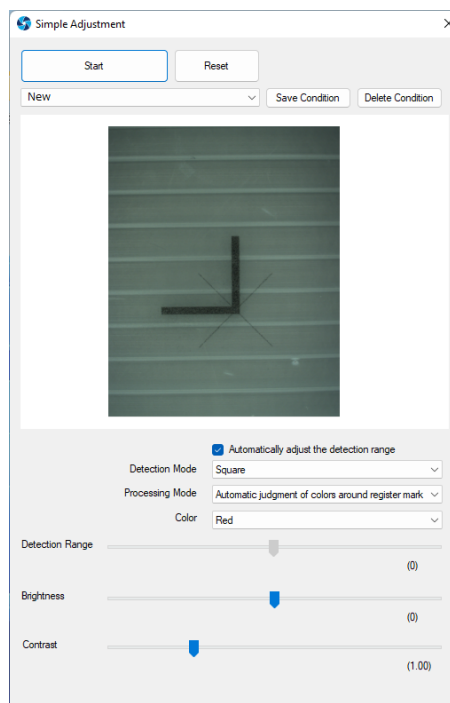 Simple Adjustment
Start
Reset
New
Save Condition
Delete Condition
Automatically adjust the detection range
Detection Mode
Square
Processing Mode
Automatic judgment of colors around register mark
Color
Red
Detection Range
(0)
Brightness
(0)
Contrast
(1.00)